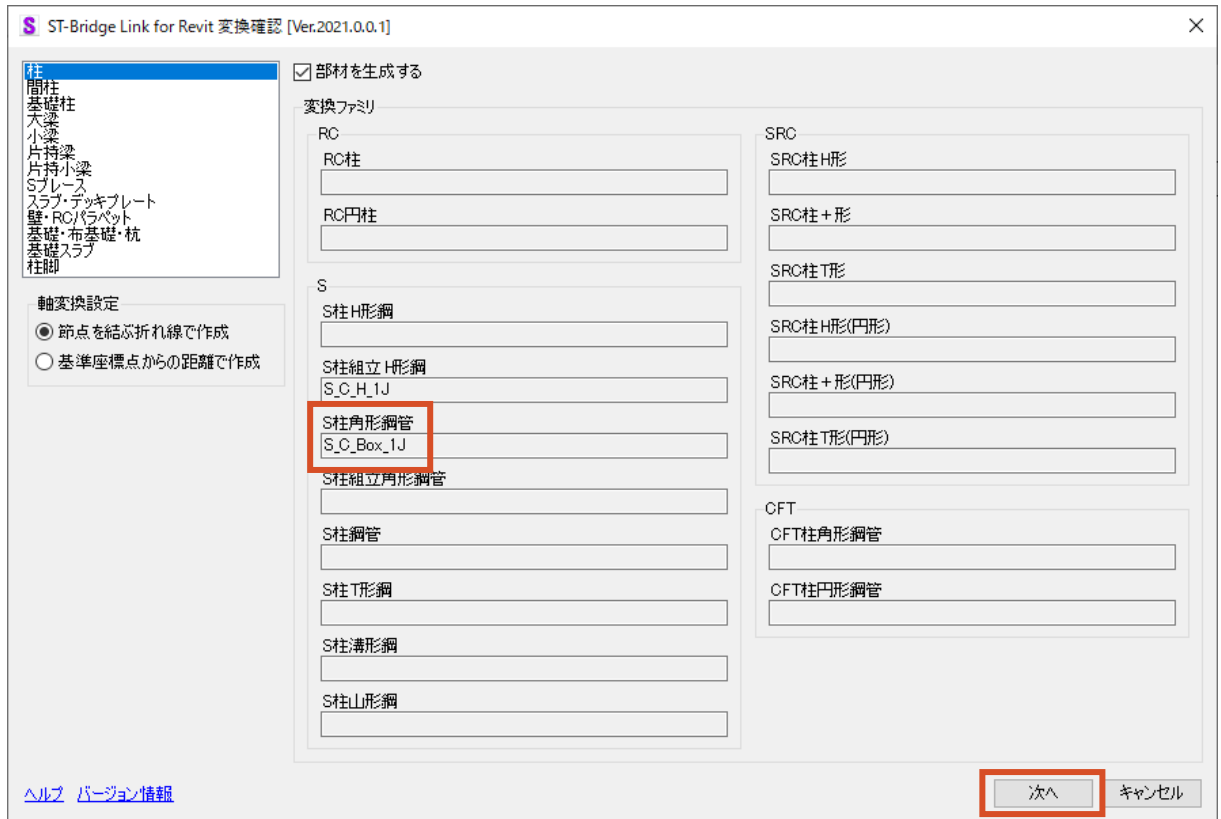 ST-Bridge Link for Revit 変換確認 [Ver.2021.0.0.1]
柱
間柱
基礎柱
大梁
小梁
片持梁
片持小梁
Sブレース
スラブ・デッキプレート
壁・RCパラペット
基礎・布基礎・杭
基礎スラブ
柱脚
軸変換設定
節点を結ぶ折れ線で作成
基準座標点からの距離で作成
部材を生成する
変換ファミリ
RC
RC柱
RC円柱
S
S柱H形鋼
S柱組立H形鋼
S_C_H_1J
S柱角形鋼管
S_C_Box_1J
S柱組立角形鋼管
S柱鋼管
S柱T形鋼
S柱溝形鋼
S柱山形鋼
SRC
SRC柱H形
SRC柱+形
SRC柱T形
SRC柱H形(円形)
SRC柱+形(円形)
SRC柱T形(円形)
CFT
CFT柱角形鋼管
CFT柱円形鋼管
ヘルプ バージョン情報
次へ キャンセル